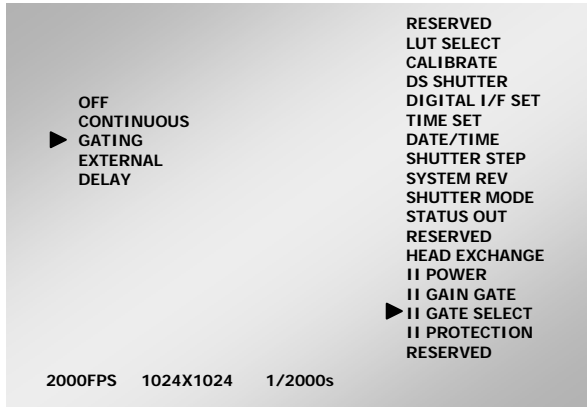 OFF
CONTINUOUS
GATING
EXTERNAL
DELAY
RESERVED
LUT SELECT
CALIBRATE
DS SHUTTER
DIGITAL I/F SET
TIME SET
DATE/TIME
SHUTTER STEP
SYSTEM REV
SHUTTER MODE
STATUS OUT
RESERVED
HEAD EXCHANGE
II POWER
II GAIN GATE
II GATE SELECT
II PROTECTION
RESERVED
2000FPS 1024X1024 1/2000s